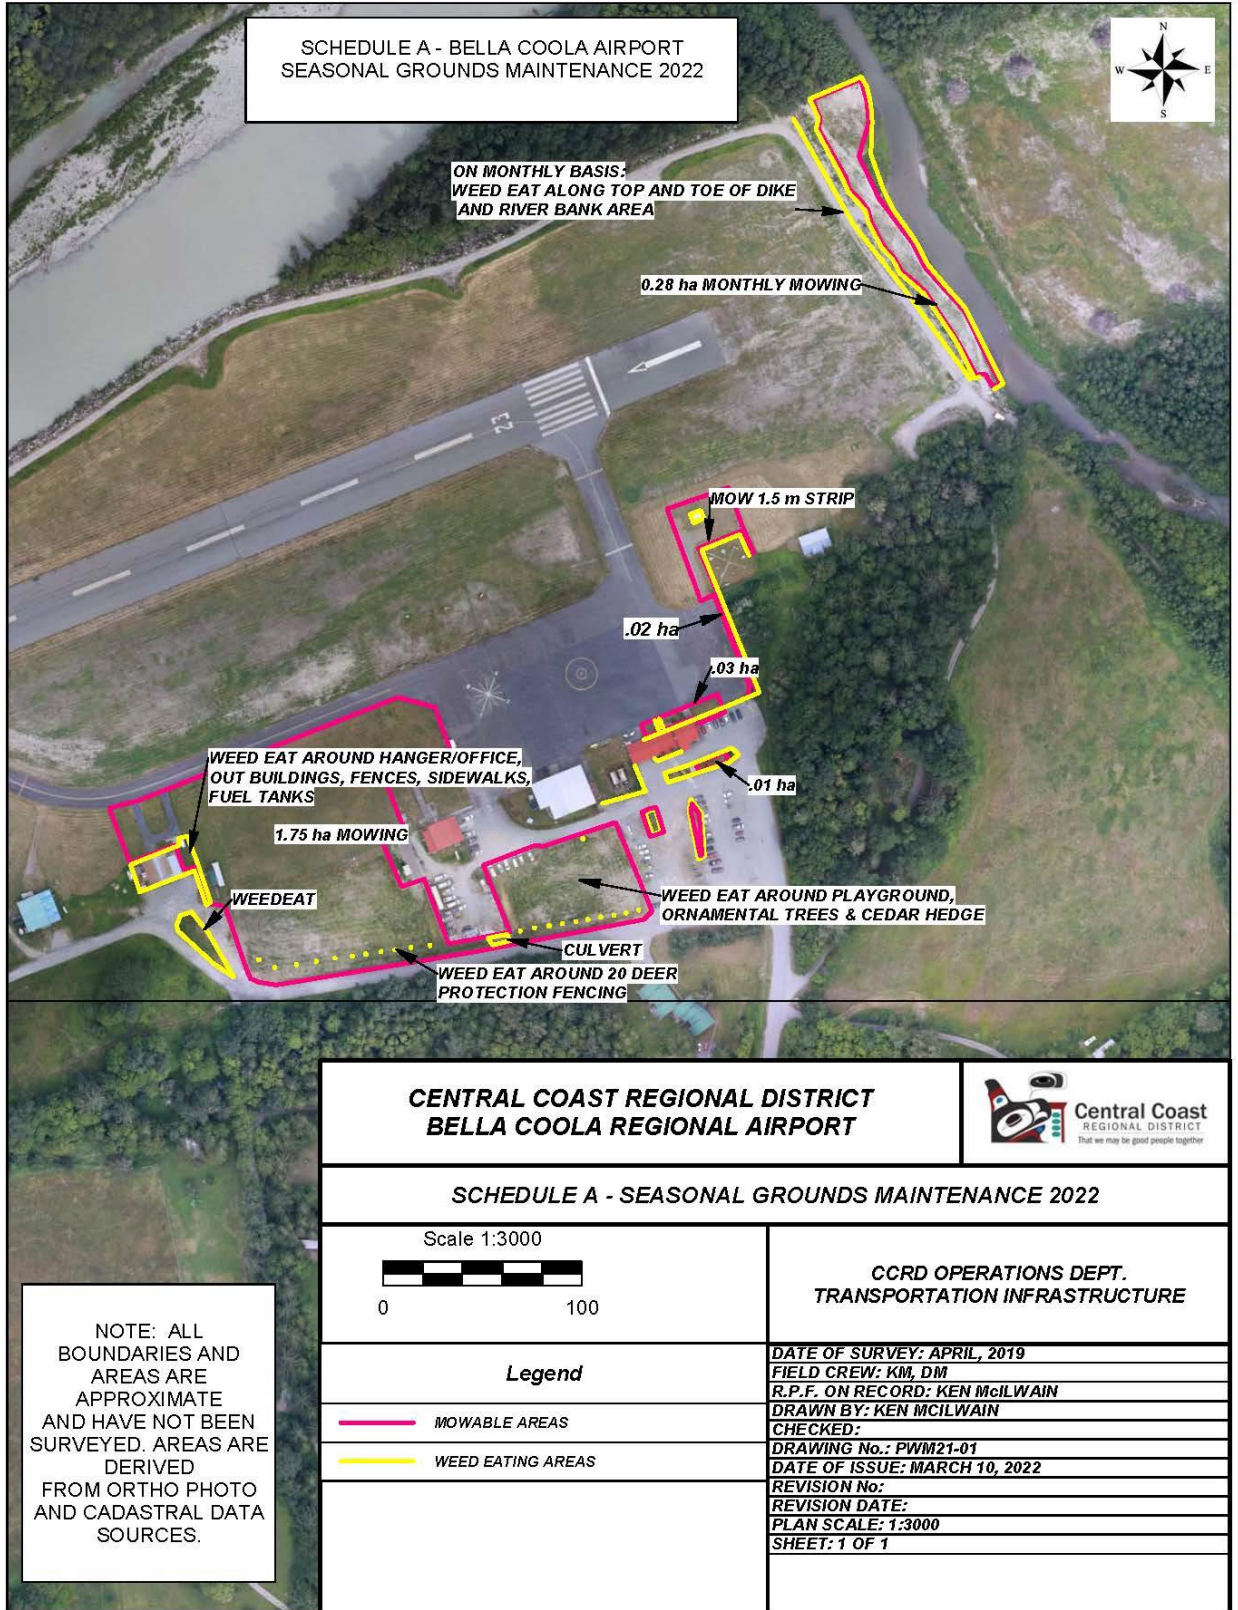 SCHEDULE A - BELLA COOLA AIRPORT
SEASONAL GROUNDS MAINTENANCE 2022
N
W
E
S
ON MONTHLY BASIS:
WEED EAT ALONG TOP AND TOE OF DIKE
AND RIVER BANK AREA
0.28 ha MONTHLY MOWING
23
MOW 1.5 m STRIP
.02 ha
.03 ha
WEED EAT AROUND HANGER/OFFICE,
OUT BUILDINGS, FENCES, SIDEWALKS,
FUEL TANKS
.01 ha
1.75 ha MOWING
WEEDEAT
WEED EAT AROUND PLAYGROUND,
ORNAMENTAL TREES & CEDAR HEDGE
CULVERT
WEED EAT AROUND 20 DEER
PROTECTION FENCING
CENTRAL COAST REGIONAL DISTRICT
BELLA COOLA REGIONAL AIRPORT
Central Coast
REGIONAL DISTRICT
That we may be good people together
SCHEDULE A - SEASONAL GROUNDS MAINTENANCE 2022
Scale 1:3000
0 100
CCRD OPERATIONS DEPT.
TRANSPORTATION INFRASTRUCTURE
NOTE: ALL
BOUNDARIES AND
AREAS ARE
APPROXIMATE
AND HAVE NOT BEEN
SURVEYED. AREAS ARE
DERIVED
FROM ORTHO PHOTO
AND CADASTRAL DATA
SOURCES.
Legend
MOWABLE AREAS
WEED EATING AREAS
DATE OF SURVEY: APRIL, 2019
FIELD CREW: KM, DM
R.P.F. ON RECORD: KEN McILWAIN
DRAWN BY: KEN MCILWAIN
CHECKED:
DRAWING No.: PWM21-01
DATE OF ISSUE: MARCH 10, 2022
REVISION No:
REVISION DATE:
PLAN SCALE: 1:3000
SHEET: 1 OF 1